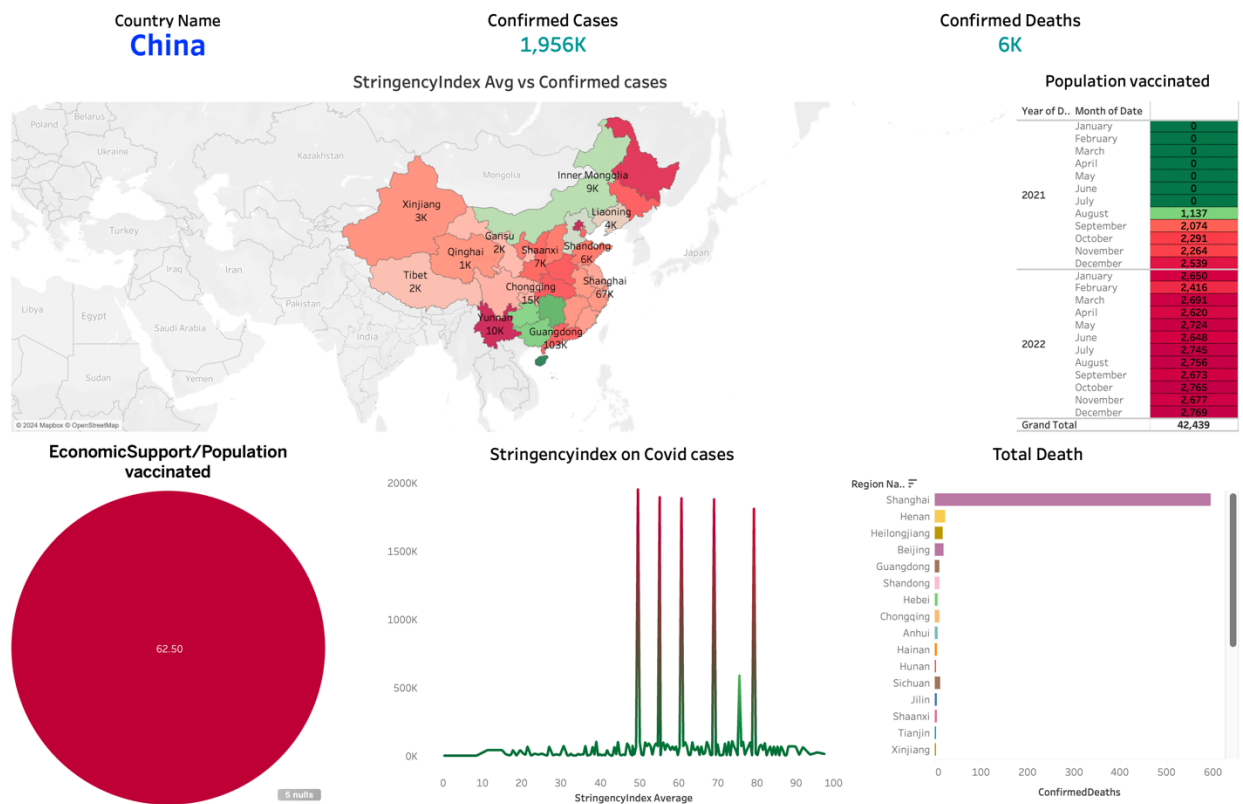 Country Name
China
Confirmed Cases
1,956K
Confirmed Deaths
6K
StringencyIndex Avg vs Confirmed cases
Poland
Belarus
Ukraine
Kazakhstan
Mongolia
Turkey
Iraq
Iran
Pakistan
Libya
Egypt
Saudi Arabia
India
Sudan
Yemen
Japan
Inner Mongolia
9K
Xinjiang
3K
Liaoning
4K
Gansu
2K
Qinghai
1K
Shaanxi
7K
Shandong
6K
Tibet
2K
Chongqing
15K
Shanghai
67K
Yunnan
10K
Guangdong
103K
© 2024 Mapbox © OpenStreetMap
Population vaccinated
Year of D.. Month of Date
2021
January 0
February 0
March 0
April 0
May 0
June 0
July 0
August 1,137
September 2,074
October 2,291
November 2,264
December 2,539
2022
January 2,650
February 2,416
March 2,691
April 2,620
May 2,724
June 2,648
July 2,745
August 2,756
September 2,673
October 2,765
November 2,677
December 2,769
Grand Total 42,439
EconomicSupport/Population
vaccinated
62.50
5 nulls
Stringencyindex on Covid cases
2000K
1500K
1000K
500K
0K
0 10 20 30 40 50 60 70 80 90 100
StringencyIndex Average
Total Death
Region Na..
Shanghai
Henan
Heilongjiang
Beijing
Guangdong
Shandong
Hebei
Chongqing
Anhui
Hainan
Hunan
Sichuan
Jilin
Shaanxi
Tianjin
Xinjiang
0 100 200 300 400 500 600
ConfirmedDeaths